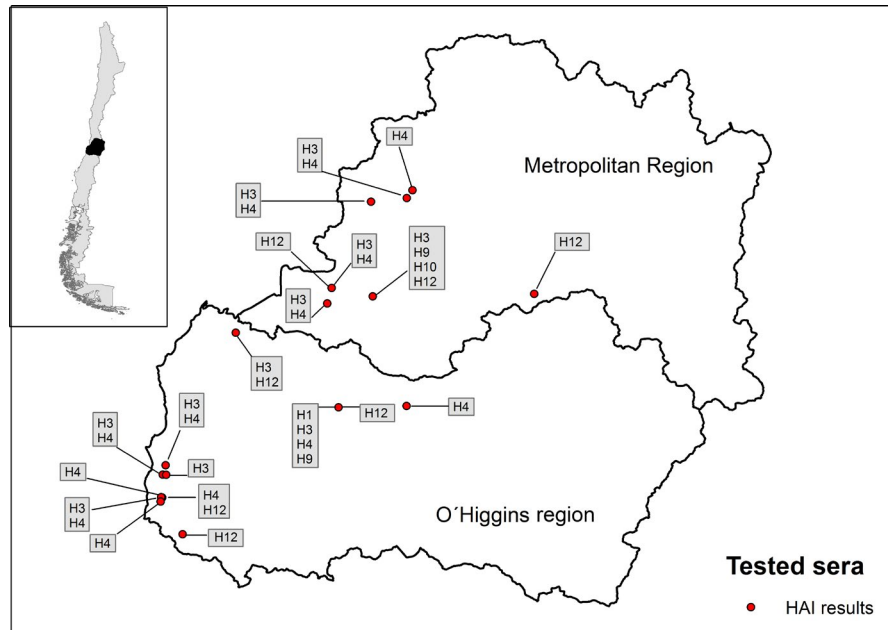 H4
H3
H4
Metropolitan Region
H3
H4
H12
H3
H4
H3
H9
H10
H12
H12
H3
H4
H3
H12
H3
H4
H3
H4
H1
H3
H4
H9
H12
H4
H3
H4
H4
H12
H3
H4
H4
H12
O´Higgins region
Tested sera
HAI results